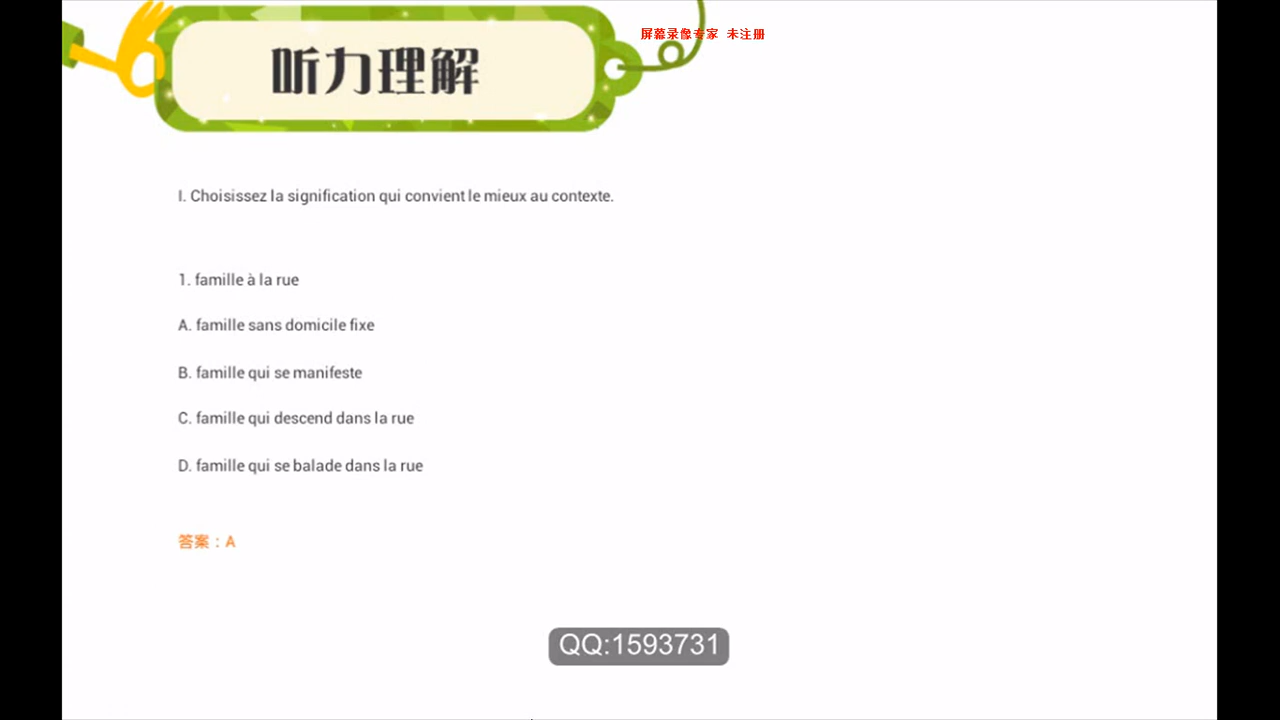 屏幕录像专家 未注册
听力理解
I. Choisissez la signification qui convient le mieux au contexte.
1. famille à la rue
A. famille sans domicile fixe
B. famille qui se manifeste
C. famille qui descend dans la rue
D. famille qui se balade dans la rue
答案：A
QQ:1593731